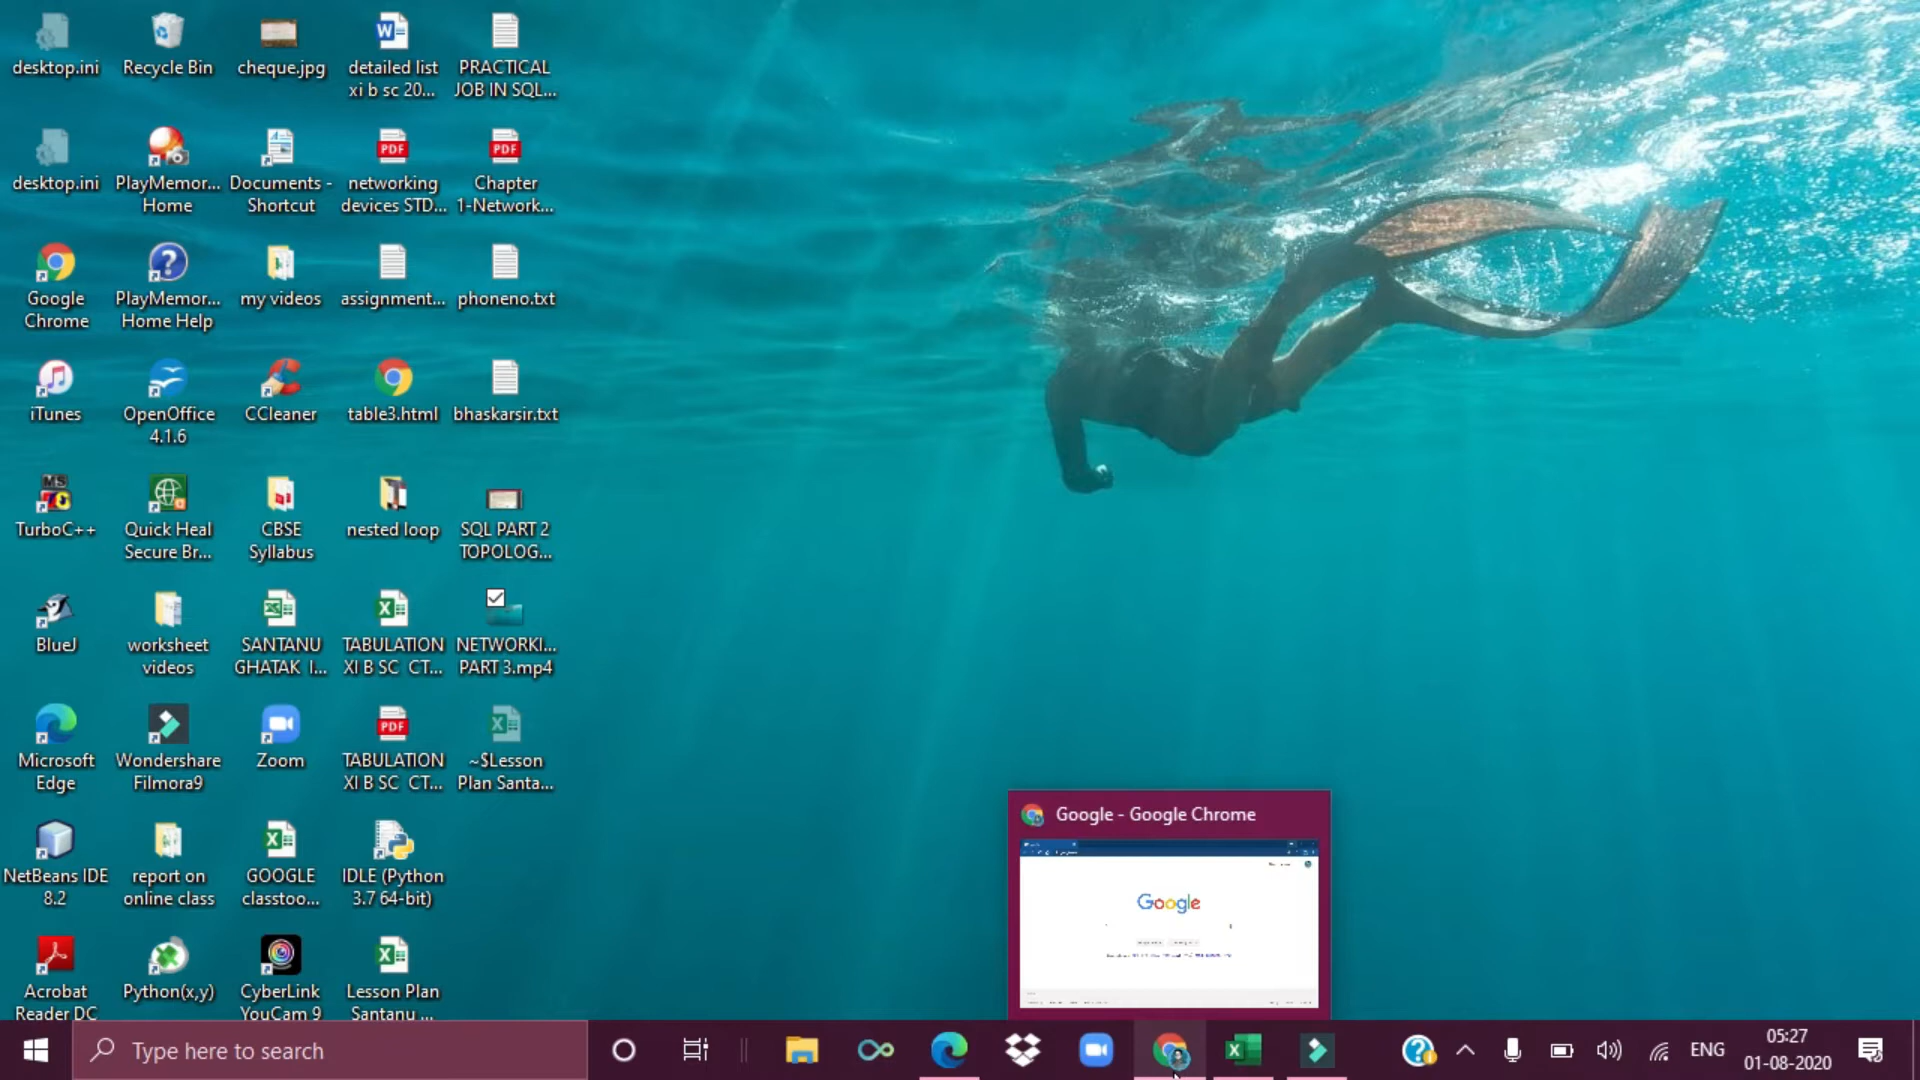 desktop.ini
Recycle Bin
cheque.jpg
detailed list
xi b sc 20...
PRACTICAL
JOB IN SQL...
desktop.ini
PlayMemor...
Home
Documents -
Shortcut
networking
devices STD...
Chapter
1-Network...
Google
Chrome
PlayMemor...
Home Help
my videos
assignment...
phoneno.txt
iTunes
OpenOffice
4.1.6
CCleaner
table3.html
bhaskarsir.txt
TurboC++
Quick Heal
Secure Br...
CBSE
Syllabus
nested loop
SQL PART 2
TOPOLOG...
BlueJ
worksheet
videos
SANTANU
GHATAK I...
TABULATION
XI B SC CT...
NETWORKI...
PART 3.mp4
Microsoft
Edge
Wondershare
Filmora9
Zoom
TABULATION
XI B SC CT...
~$Lesson
Plan Santa...
NetBeans IDE
8.2
report on
online class
GOOGLE
classtoo...
IDLE (Python
3.7 64-bit)
Acrobat
Reader DC
Python(x,y)
CyberLink
YouCam 9
Lesson Plan
Santanu ...
Google - Google Chrome
Google
Type here to search
ENG
05:27
01-08-2020